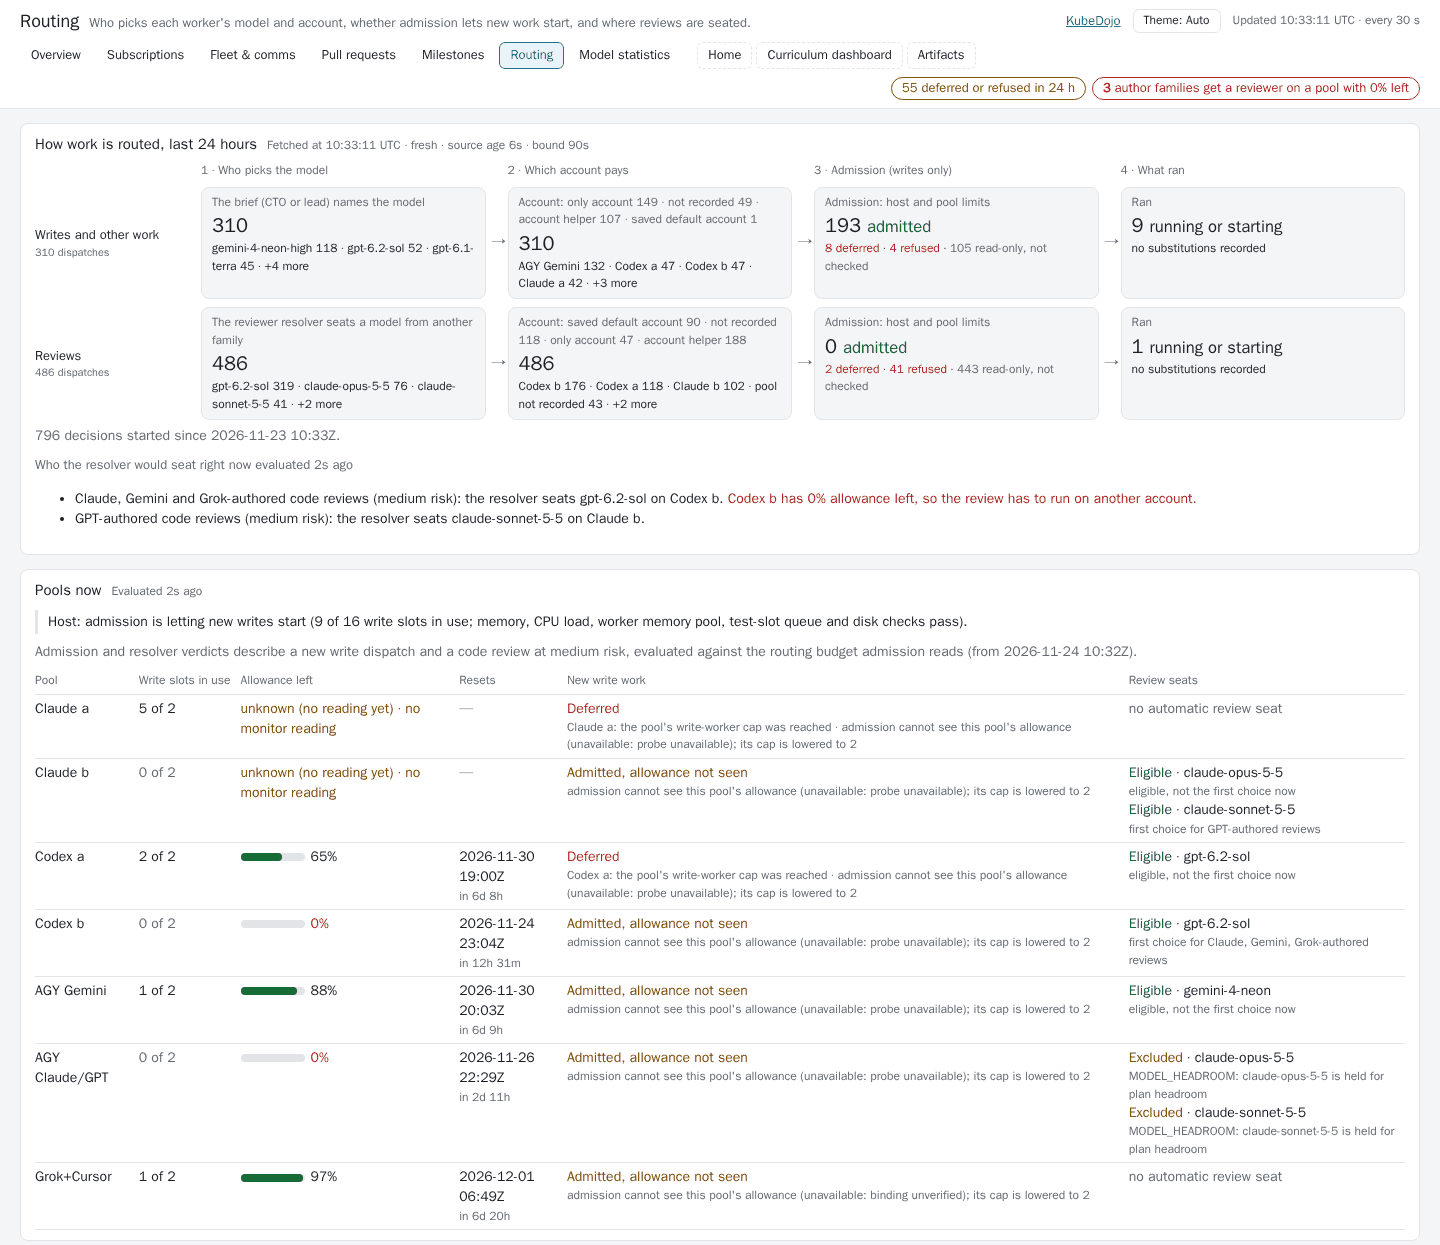 Routing Who picks each worker's model and account, whether admission lets new work start, and where reviews are seated.
KubeDojo Theme: Auto Updated 10:33:11 UTC · every 30 s
Overview Subscriptions Fleet & comms Pull requests Milestones Routing Model statistics Home Curriculum dashboard Artifacts
55 deferred or refused in 24 h 3 author families get a reviewer on a pool with 0% left
How work is routed, last 24 hours Fetched at 10:33:11 UTC · fresh · source age 6s · bound 90s
1 · Who picks the model 2 · Which account pays 3 · Admission (writes only) 4 · What ran
Writes and other work
310 dispatches
The brief (CTO or lead) names the model
310
gemini-4-neon-high 118 · gpt-6.2-sol 52 · gpt-6.1-
terra 45 · +4 more
→
Account: only account 149 · not recorded 49 ·
account helper 107 · saved default account 1
310
AGY Gemini 132 · Codex a 47 · Codex b 47 ·
Claude a 42 · +3 more
→
Admission: host and pool limits
193 admitted
8 deferred · 4 refused · 105 read-only, not
checked
→
Ran
9 running or starting
no substitutions recorded
Reviews
486 dispatches
The reviewer resolver seats a model from another
family
486
gpt-6.2-sol 319 · claude-opus-5-5 76 · claude-
sonnet-5-5 41 · +2 more
→
Account: saved default account 90 · not recorded
118 · only account 47 · account helper 188
486
Codex b 176 · Codex a 118 · Claude b 102 · pool
not recorded 43 · +2 more
→
Admission: host and pool limits
0 admitted
2 deferred · 41 refused · 443 read-only, not
checked
→
Ran
1 running or starting
no substitutions recorded
796 decisions started since 2026-11-23 10:33Z.
Who the resolver would seat right now evaluated 2s ago
• Claude, Gemini and Grok-authored code reviews (medium risk): the resolver seats gpt-6.2-sol on Codex b. Codex b has 0% allowance left, so the review has to run on another account.
• GPT-authored code reviews (medium risk): the resolver seats claude-sonnet-5-5 on Claude b.
Pools now Evaluated 2s ago
Host: admission is letting new writes start (9 of 16 write slots in use; memory, CPU load, worker memory pool, test-slot queue and disk checks pass).
Admission and resolver verdicts describe a new write dispatch and a code review at medium risk, evaluated against the routing budget admission reads (from 2026-11-24 10:32Z).
Pool Write slots in use Allowance left Resets New write work Review seats
Claude a 5 of 2 unknown (no reading yet) · no — Deferred no automatic review seat
monitor reading Claude a: the pool's write-worker cap was reached · admission cannot see this pool's allowance
(unavailable: probe unavailable); its cap is lowered to 2
Claude b 0 of 2 unknown (no reading yet) · no — Admitted, allowance not seen Eligible · claude-opus-5-5
monitor reading admission cannot see this pool's allowance (unavailable: probe unavailable); its cap is lowered to 2 eligible, not the first choice now
Eligible · claude-sonnet-5-5
first choice for GPT-authored reviews
Codex a 2 of 2 65% 2026-11-30 Deferred Eligible · gpt-6.2-sol
19:00Z Codex a: the pool's write-worker cap was reached · admission cannot see this pool's allowance eligible, not the first choice now
in 6d 8h (unavailable: probe unavailable); its cap is lowered to 2
Codex b 0 of 2 0% 2026-11-24 Admitted, allowance not seen Eligible · gpt-6.2-sol
23:04Z admission cannot see this pool's allowance (unavailable: probe unavailable); its cap is lowered to 2 first choice for Claude, Gemini, Grok-authored
in 12h 31m reviews
AGY Gemini 1 of 2 88% 2026-11-30 Admitted, allowance not seen Eligible · gemini-4-neon
20:03Z admission cannot see this pool's allowance (unavailable: probe unavailable); its cap is lowered to 2 eligible, not the first choice now
in 6d 9h
AGY 0 of 2 0% 2026-11-26 Admitted, allowance not seen Excluded · claude-opus-5-5
Claude/GPT 22:29Z admission cannot see this pool's allowance (unavailable: probe unavailable); its cap is lowered to 2 MODEL_HEADROOM: claude-opus-5-5 is held for
in 2d 11h plan headroom
Excluded · claude-sonnet-5-5
MODEL_HEADROOM: claude-sonnet-5-5 is held for
plan headroom
Grok+Cursor 1 of 2 97% 2026-12-01 Admitted, allowance not seen no automatic review seat
06:49Z admission cannot see this pool's allowance (unavailable: binding unverified); its cap is lowered to 2
in 6d 20h